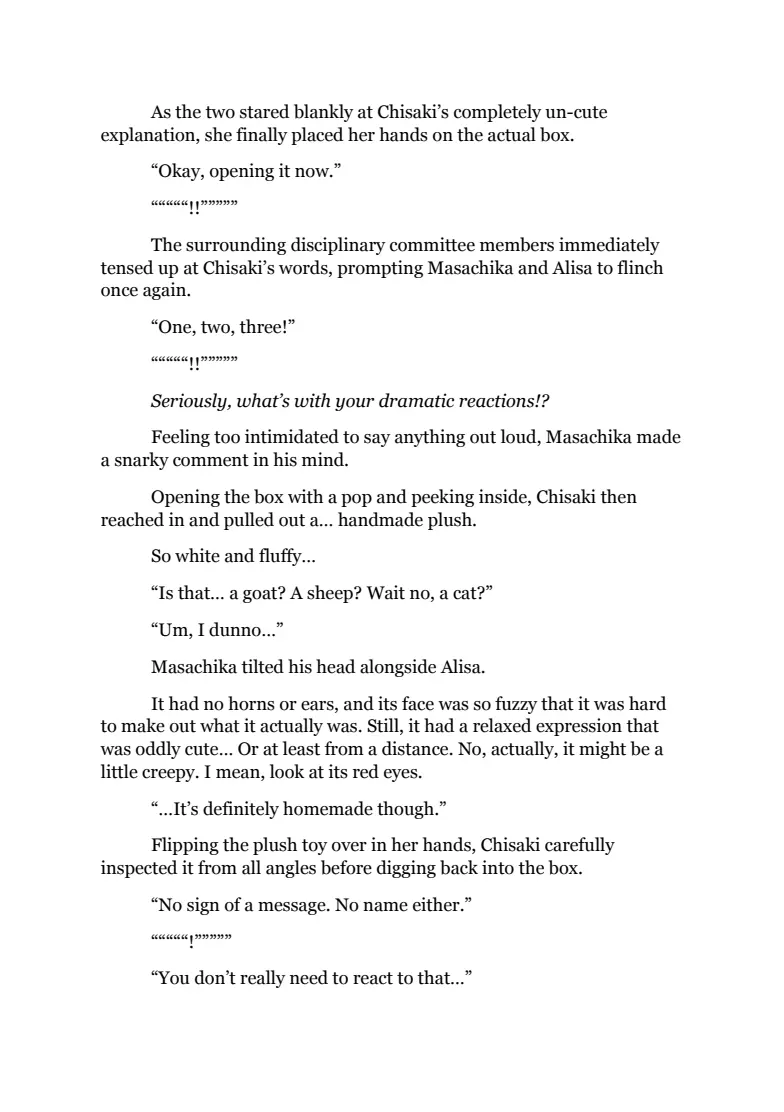 As the two stared blankly at Chisaki’s completely un-cute
explanation, she finally placed her hands on the actual box.
“Okay, opening it now.”
“““““!!”””””
The surrounding disciplinary committee members immediately
tensed up at Chisaki’s words, prompting Masachika and Alisa to flinch
once again.
“One, two, three!”
“““““!!”””””
Seriously, what’s with your dramatic reactions!?
Feeling too intimidated to say anything out loud, Masachika made
a snarky comment in his mind.
Opening the box with a pop and peeking inside, Chisaki then
reached in and pulled out a… handmade plush.
So white and fluffy…
“Is that… a goat? A sheep? Wait no, a cat?”
“Um, I dunno…”
Masachika tilted his head alongside Alisa.
It had no horns or ears, and its face was so fuzzy that it was hard
to make out what it actually was. Still, it had a relaxed expression that
was oddly cute… Or at least from a distance. No, actually, it might be a
little creepy. I mean, look at its red eyes.
“…It’s definitely homemade though.”
Flipping the plush toy over in her hands, Chisaki carefully
inspected it from all angles before digging back into the box.
“No sign of a message. No name either.”
“““““!”””””
“You don’t really need to react to that…”